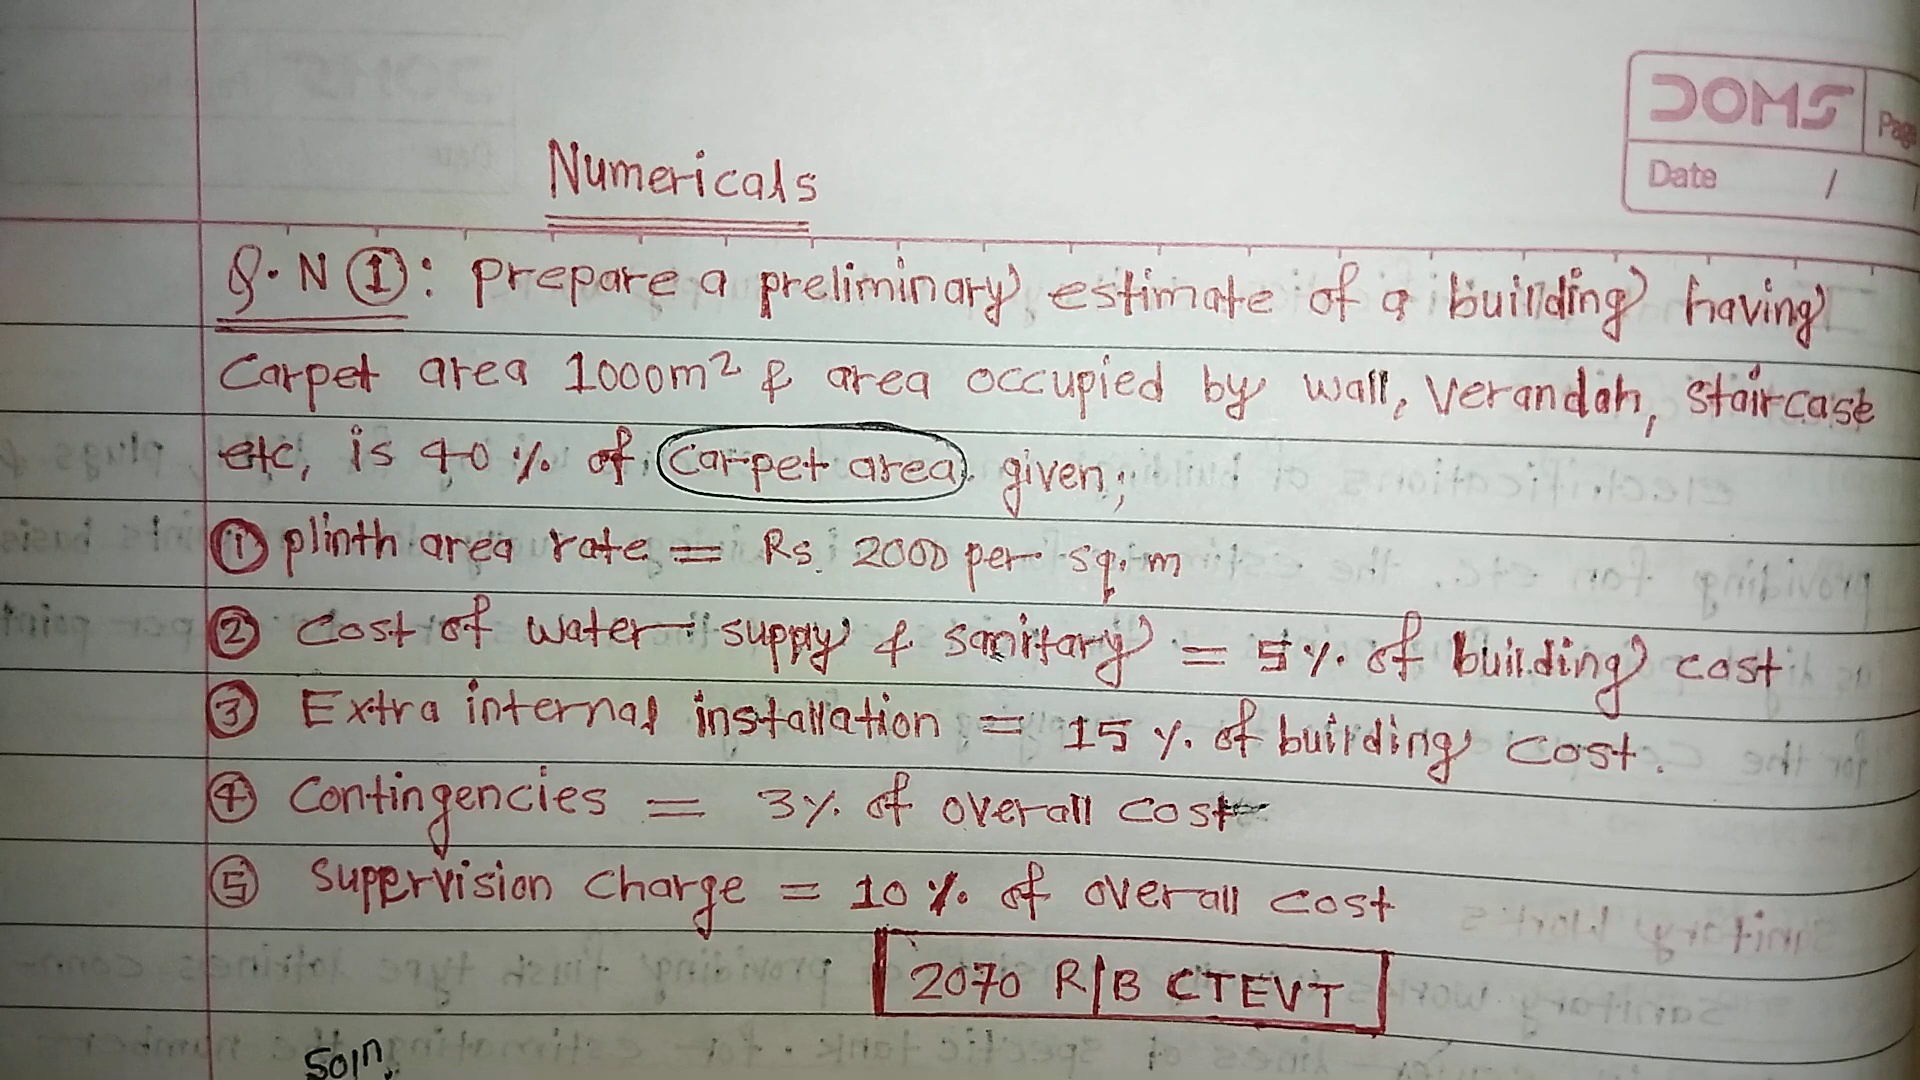 DOMS
Page
Date / /
Numericals
Q.N ①: Prepare a preliminary estimate of a building having
Carpet area 1000m² & area occupied by wall, verandah, staircase
etc, is 40 % of carpet area given;
① plinth area rate = Rs. 2000 per sq.m
② Cost of water supply & sanitary = 5 % of building cost
③ Extra internal installation = 15 % of building cost.
④ Contingencies = 3 % of overall cost
⑤ Supervision charge = 10 % of overall cost
2070 R/B CTEVT
Soln,